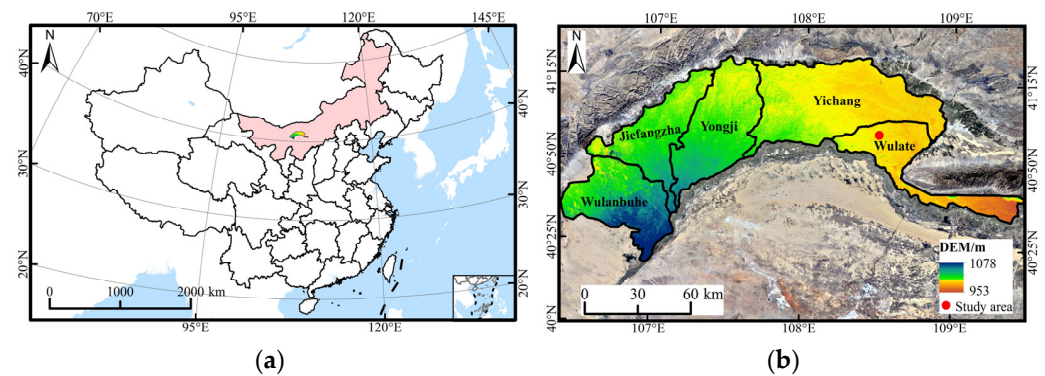 70°E 95°E 120°E 145°E
N
40°N
30°N
20°N
40°N
30°N
20°N
0 1000 2000 km
95°E 120°E
(a)
107°E 108°E 109°E
N
41°15'N
40°50'N
40°25'N
40°N
41°15'N
40°50'N
40°25'N
Yichang
Jiefangzha
Yongji
Wulate
Wulanbuhe
DEM/m
1078
953
Study area
0 30 60 km
107°E 108°E 109°E
(b)